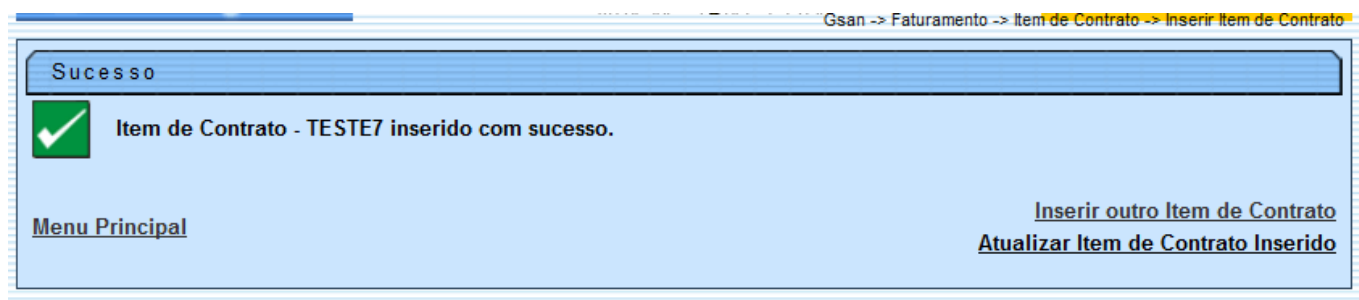 Gsan -> Faturamento -> Item de Contrato -> Inserir Item de Contrato
Sucesso
Item de Contrato - TESTE7 inserido com sucesso.
Inserir outro Item de Contrato
Menu Principal
Atualizar Item de Contrato Inserido